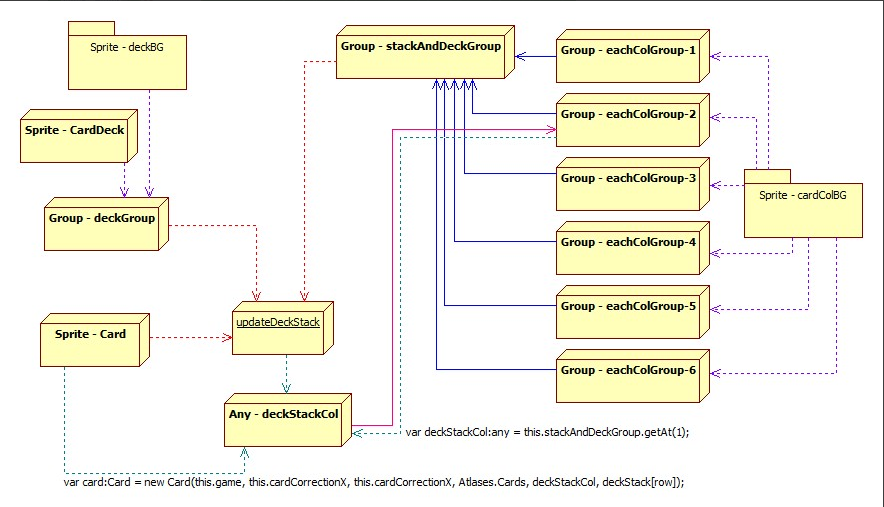 Sprite - deckBG
Group - stackAndDeckGroup
Group - eachColGroup-1
Sprite - CardDeck
Group - eachColGroup-2
Group - eachColGroup-3
Sprite - cardColBG
Group - deckGroup
Group - eachColGroup-4
Group - eachColGroup-5
updateDeckStack
Sprite - Card
Group - eachColGroup-6
Any - deckStackCol
var deckStackCol:any = this.stackAndDeckGroup.getAt(1);
var card:Card = new Card(this.game, this.cardCorrectionX, this.cardCorrectionX, Atlases.Cards, deckStackCol, deckStack[row]);